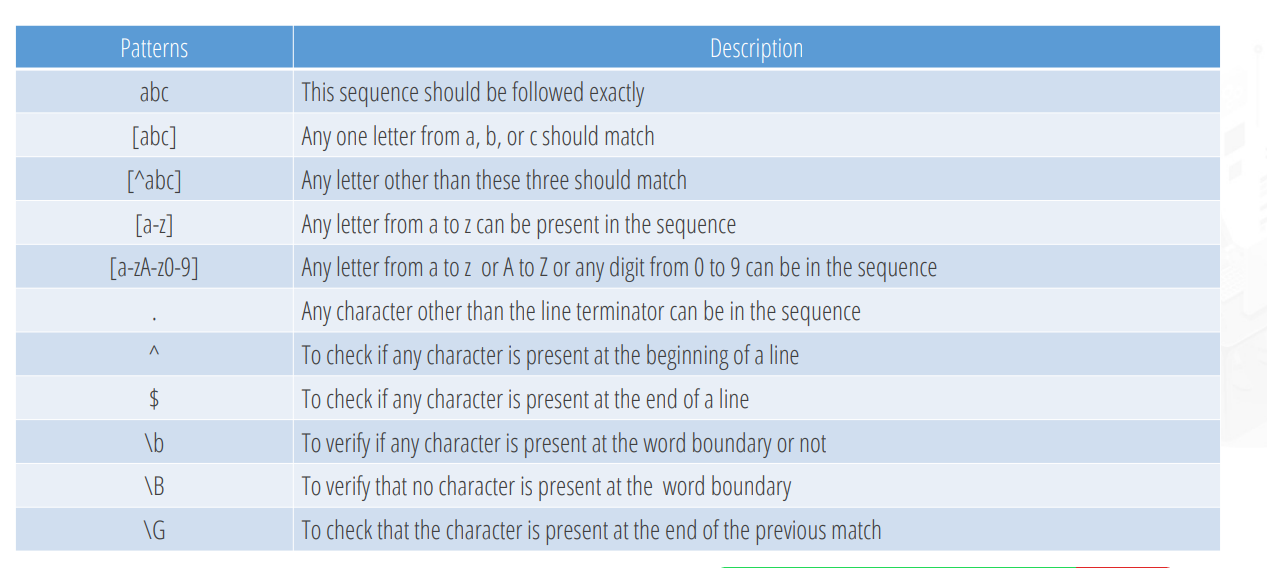 Patterns Description
abc This sequence should be followed exactly
[abc] Any one letter from a, b, or c should match
[^abc] Any letter other than these three should match
[a-z] Any letter from a to z can be present in the sequence
[a-zA-z0-9] Any letter from a to z or A to Z or any digit from 0 to 9 can be in the sequence
. Any character other than the line terminator can be in the sequence
^ To check if any character is present at the beginning of a line
$ To check if any character is present at the end of a line
\b To verify if any character is present at the word boundary or not
\B To verify that no character is present at the word boundary
\G To check that the character is present at the end of the previous match